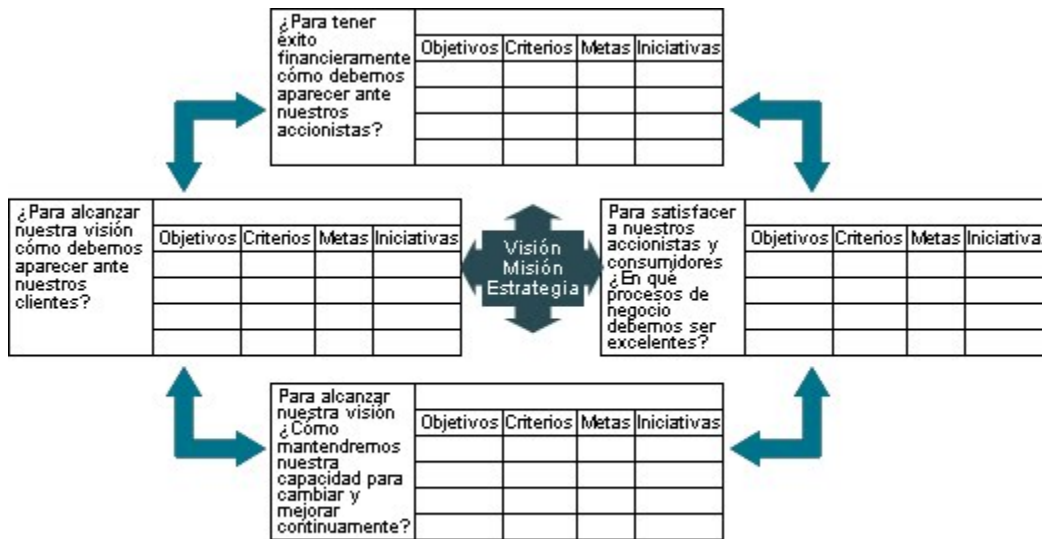 ¿Para tener
éxito
financieramente
cómo debemos
aparecer ante
nuestros
accionistas?
Objetivos Criterios Metas Iniciativas
¿Para alcanzar
nuestra visión
cómo debemos
aparecer ante
nuestros
clientes?
Objetivos Criterios Metas Iniciativas
Visión
Misión
Estrategia
Para satisfacer
a nuestros
accionistas y
consumidores
¿En qué
procesos de
negocio
debemos ser
excelentes?
Objetivos Criterios Metas Iniciativas
Para alcanzar
nuestra visión
¿Cómo
mantendremos
nuestra
capacidad para
cambiar y
mejorar
continuamente?
Objetivos Criterios Metas Iniciativas